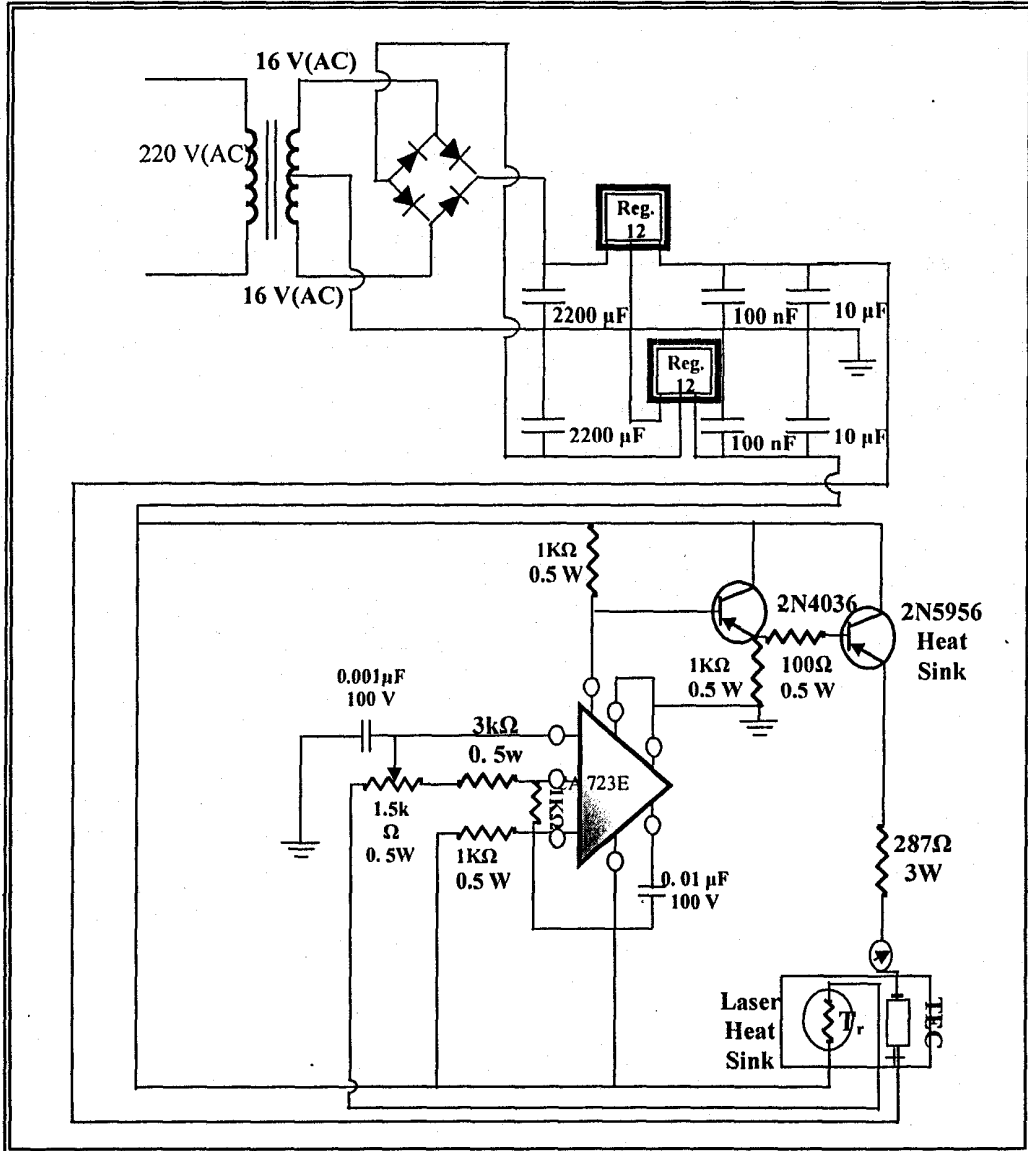 16 V(AC)
220 V(AC)
16 V(AC)
Reg.
12
2200 µF
100 nF
10 µF
Reg.
12
2200 µF
100 nF
10 µF
1KΩ
0.5 W
2N4036
2N5956
Heat
Sink
1KΩ
0.5 W
100Ω
0.5 W
0.001µF
100 V
3kΩ
0. 5w
723E
1KΩ
1.5k
Ω
0. 5W
1KΩ
0.5 W
0. 01 µF
100 V
287Ω
3W
Laser
Heat
Sink
Tr
TEC